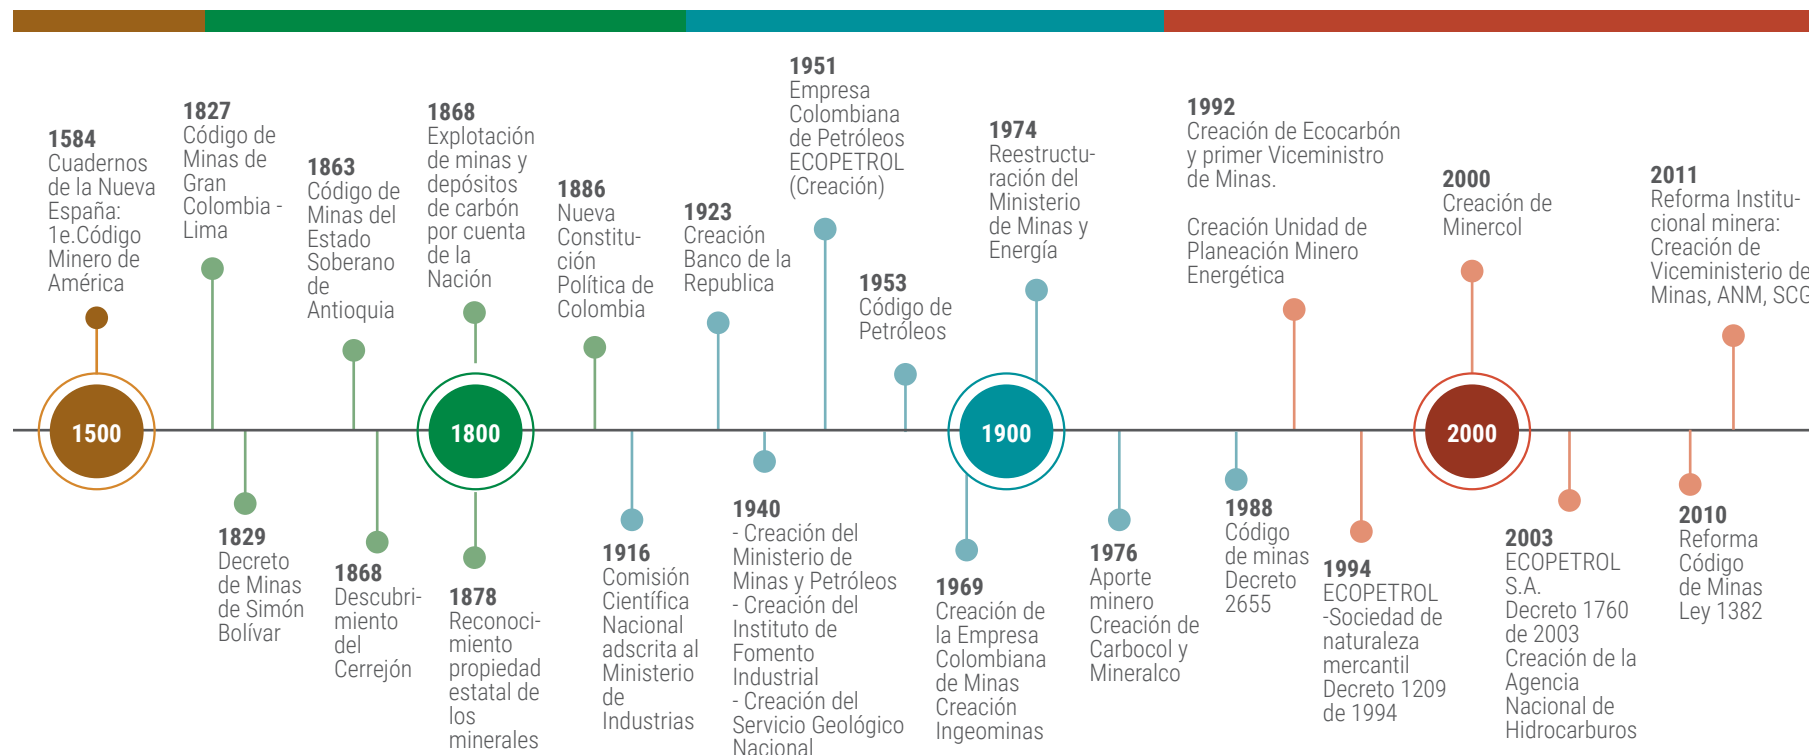 1584
Cuadernos
de la Nueva
España:
1e.Código
Minero de
América
1827
Código de
Minas de
Gran
Colombia -
Lima
1863
Código de
Minas del
Estado
Soberano
de
Antioquia
1868
Explotación
de minas y
depósitos
de carbón
por cuenta
de la
Nación
1886
Nueva
Constitu-
ción
Política de
Colombia
1923
Creación
Banco de la
Republica
1951
Empresa
Colombiana
de Petróleos
ECOPETROL
(Creación)
1953
Código de
Petróleos
1974
Reestructu-
ración del
Ministerio
de Minas y
Energía
1992
Creación de Ecocarbón
y primer Viceministro
de Minas.
Creación Unidad de
Planeación Minero
Energética
2000
Creación de
Minercol
2011
Reforma Institu-
cional minera:
Creación de
Viceministerio de
Minas, ANM, SCG
1500
1800
1900
2000
1829
Decreto
de Minas
de Simón
Bolívar
1868
Descubri-
miento
del
Cerrejón
1878
Reconoci-
miento
propiedad
estatal de
los
minerales
1916
Comisión
Científica
Nacional
adscrita al
Ministerio
de
Industrias
1940
- Creación del
Ministerio de
Minas y Petróleos
- Creación del
Instituto de
Fomento
Industrial
- Creación del
Servicio Geológico
Nacional
1969
Creación de
la Empresa
Colombiana
de Minas
Creación
Ingeominas
1976
Aporte
minero
Creación de
Carbocol y
Mineralco
1988
Código
de minas
Decreto
2655
1994
ECOPETROL
-Sociedad de
naturaleza
mercantil
Decreto 1209
de 1994
2003
ECOPETROL
S.A.
Decreto 1760
de 2003
Creación de la
Agencia
Nacional de
Hidrocarburos
2010
Reforma
Código
de Minas
Ley 1382